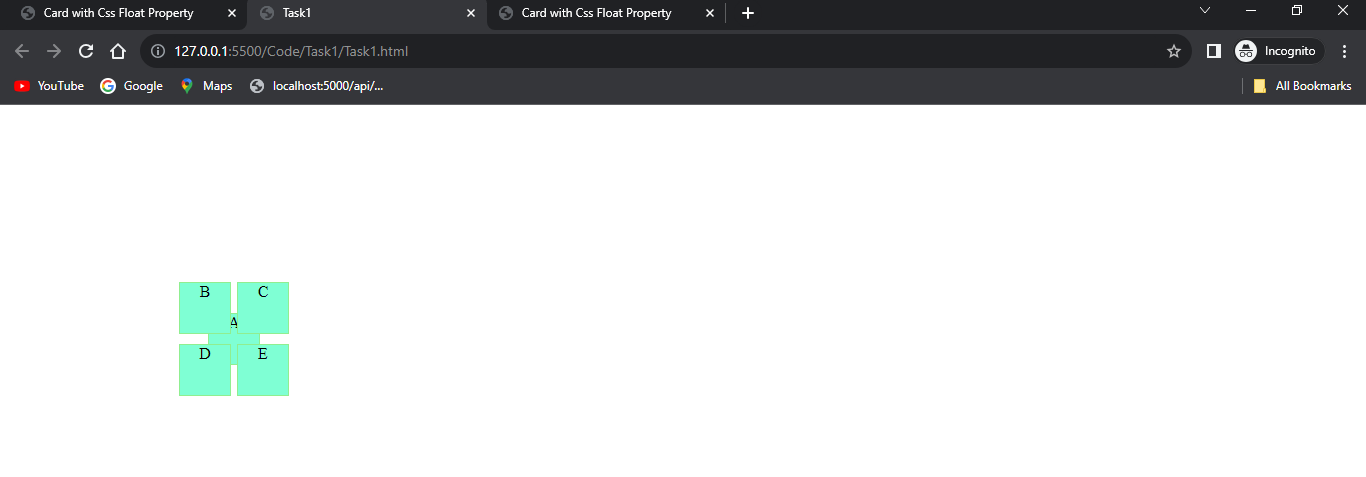 Card with Css Float Property
Task1
Card with Css Float Property
127.0.0.1:5500/Code/Task1/Task1.html
Incognito
YouTube
Google
Maps
localhost:5000/api/...
All Bookmarks
B
C
A
D
E